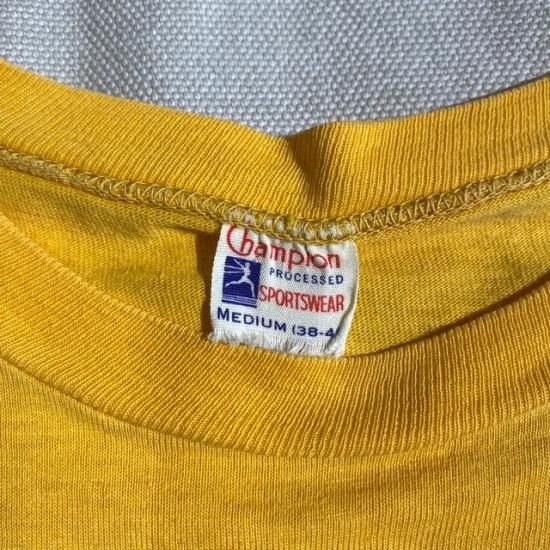 Champion
PROCESSED
SPORTSWEAR
MEDIUM (38-4